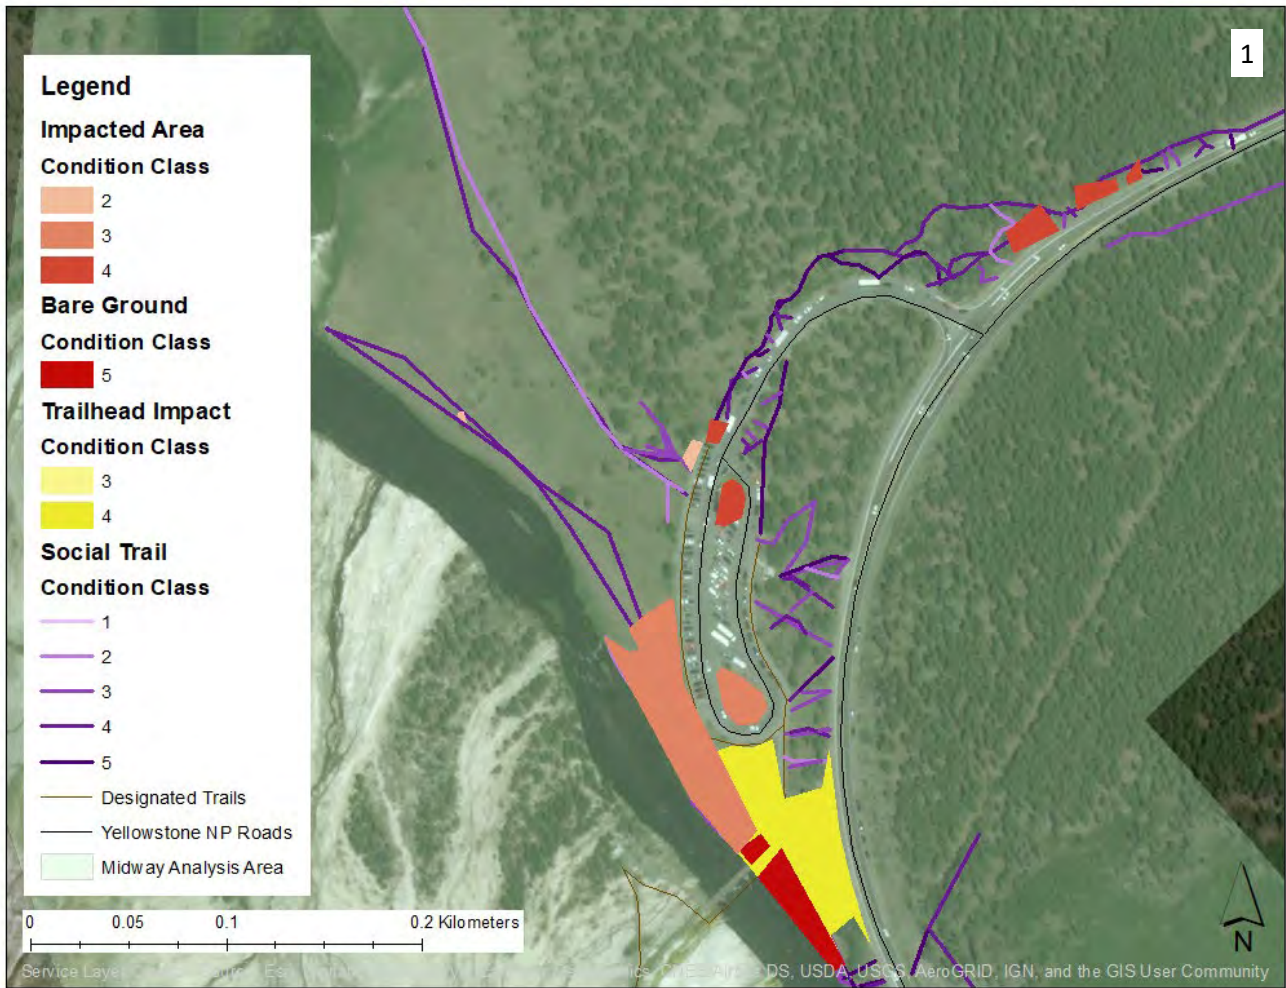 1
Legend
Impacted Area
Condition Class
2
3
4
Bare Ground
Condition Class
5
Trailhead Impact
Condition Class
3
4
Social Trail
Condition Class
1
2
3
4
5
Designated Trails
Yellowstone NP Roads
Midway Analysis Area
0 0.05 0.1 0.2 Kilometers
N
Service Layer DS, USDA, USGS, AeroGRID, IGN, and the GIS User Community